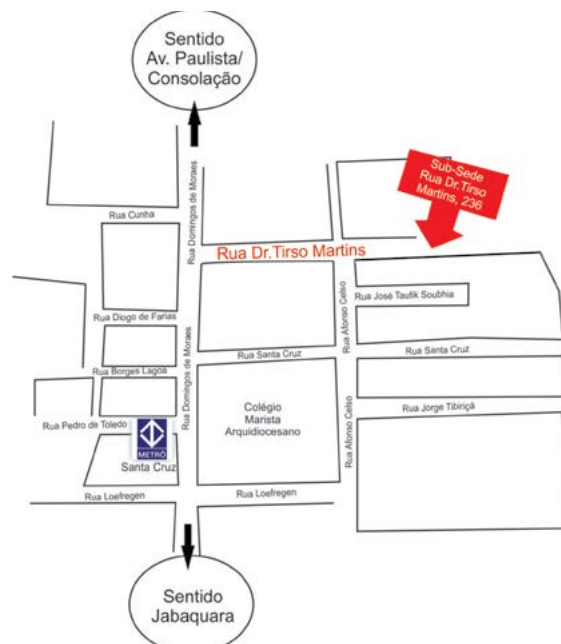 Sentido
Av. Paulista/
Consolação
Sub-Sede
Rua Dr.Tirso
Martins, 236
Rua Cunha
Rua Domingos de Moraes
Rua Dr.Tirso Martins
Rua José Taufik Soubhia
Rua Diogo de Farias
Rua Afonso Celso
Rua Santa Cruz
Rua Santa Cruz
Rua Borges Lagoa
Rua Domingos de Moraes
Colégio
Marista
Arquidiocesano
Rua Jorge Tibiriçá
Rua Pedro de Toledo
METRÔ
Santa Cruz
Rua Afonso Celso
Rua Loefregen
Rua Loefregen
Sentido
Jabaquara